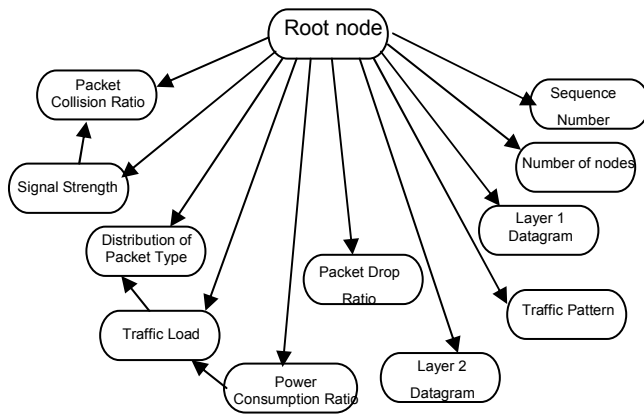 Root node
Packet
Collision Ratio
Sequence
Number
Signal Strength
Number of nodes
Distribution of
Packet Type
Layer 1
Datagram
Packet Drop
Ratio
Traffic Pattern
Traffic Load
Power
Consumption Ratio
Layer 2
Datagram